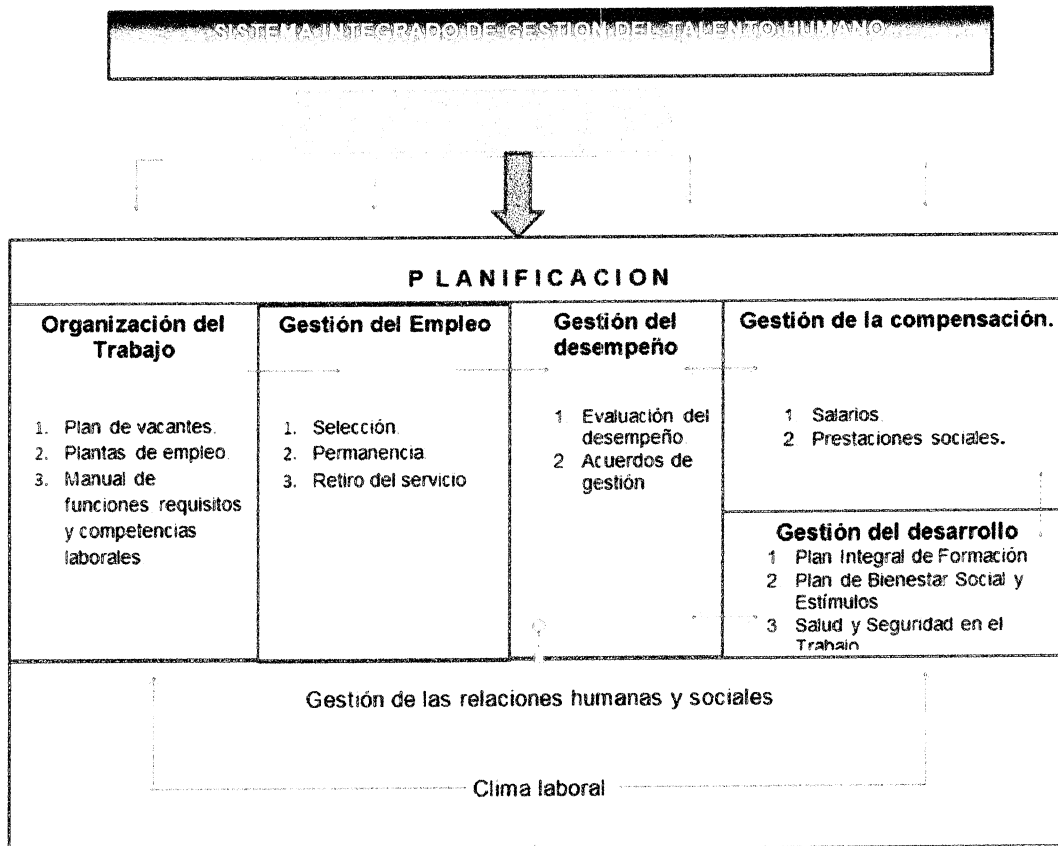 SISTEMA INTEGRADO DE GESTION DEL TALENTO HUMANO
P LANIFICACION
Organización del
Trabajo
1. Plan de vacantes.
2. Plantas de empleo.
3. Manual de
funciones requisitos
y competencias
laborales
Gestión del Empleo
1. Selección
2. Permanencia
3. Retiro del servicio
Gestión del
desempeño
1 Evaluación del
desempeño
2 Acuerdos de
gestión
Gestión de la compensación.
1 Salarios
2 Prestaciones sociales.
Gestión del desarrollo
1 Plan Integral de Formación
2 Plan de Bienestar Social y
Estímulos
3 Salud y Seguridad en el
Trabajo
Gestión de las relaciones humanas y sociales
Clima laboral